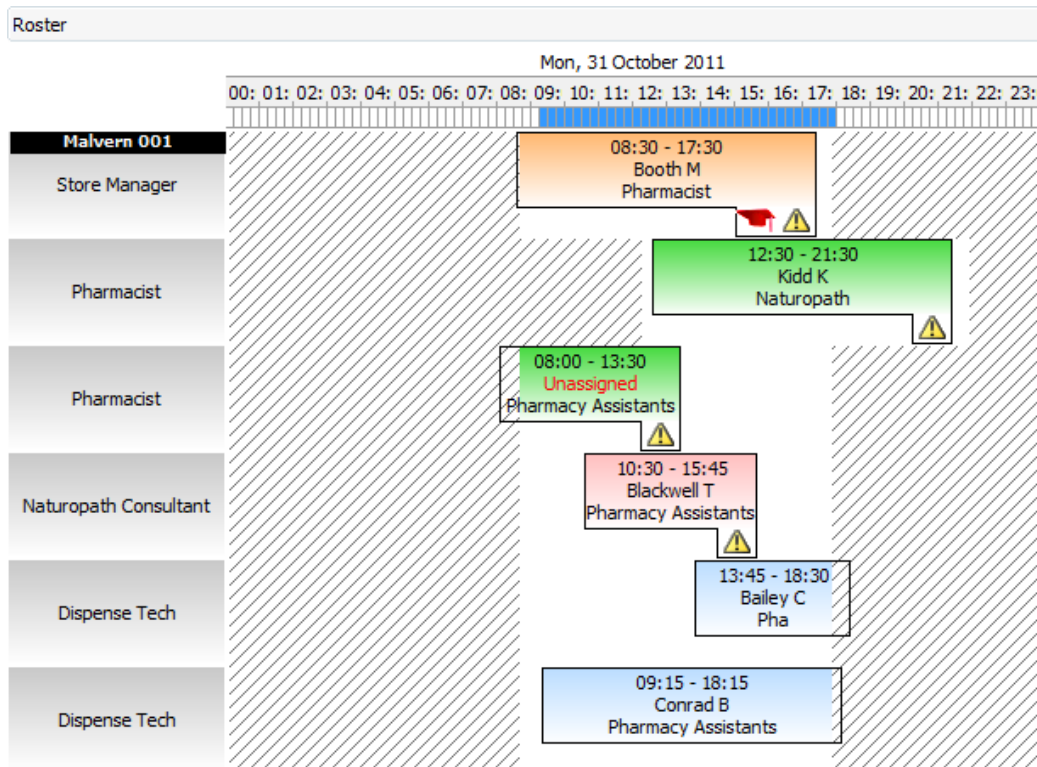 Roster
Mon, 31 October 2011
00: 01: 02: 03: 04: 05: 06: 07: 08: 09: 10: 11: 12: 13: 14: 15: 16: 17: 18: 19: 20: 21: 22: 23:
Malvern 001
Store Manager
08:30 - 17:30
Booth M
Pharmacist
Pharmacist
12:30 - 21:30
Kidd K
Naturopath
Pharmacist
08:00 - 13:30
Unassigned
Pharmacy Assistants
Naturopath Consultant
10:30 - 15:45
Blackwell T
Pharmacy Assistants
Dispense Tech
13:45 - 18:30
Bailey C
Pha
Dispense Tech
09:15 - 18:15
Conrad B
Pharmacy Assistants